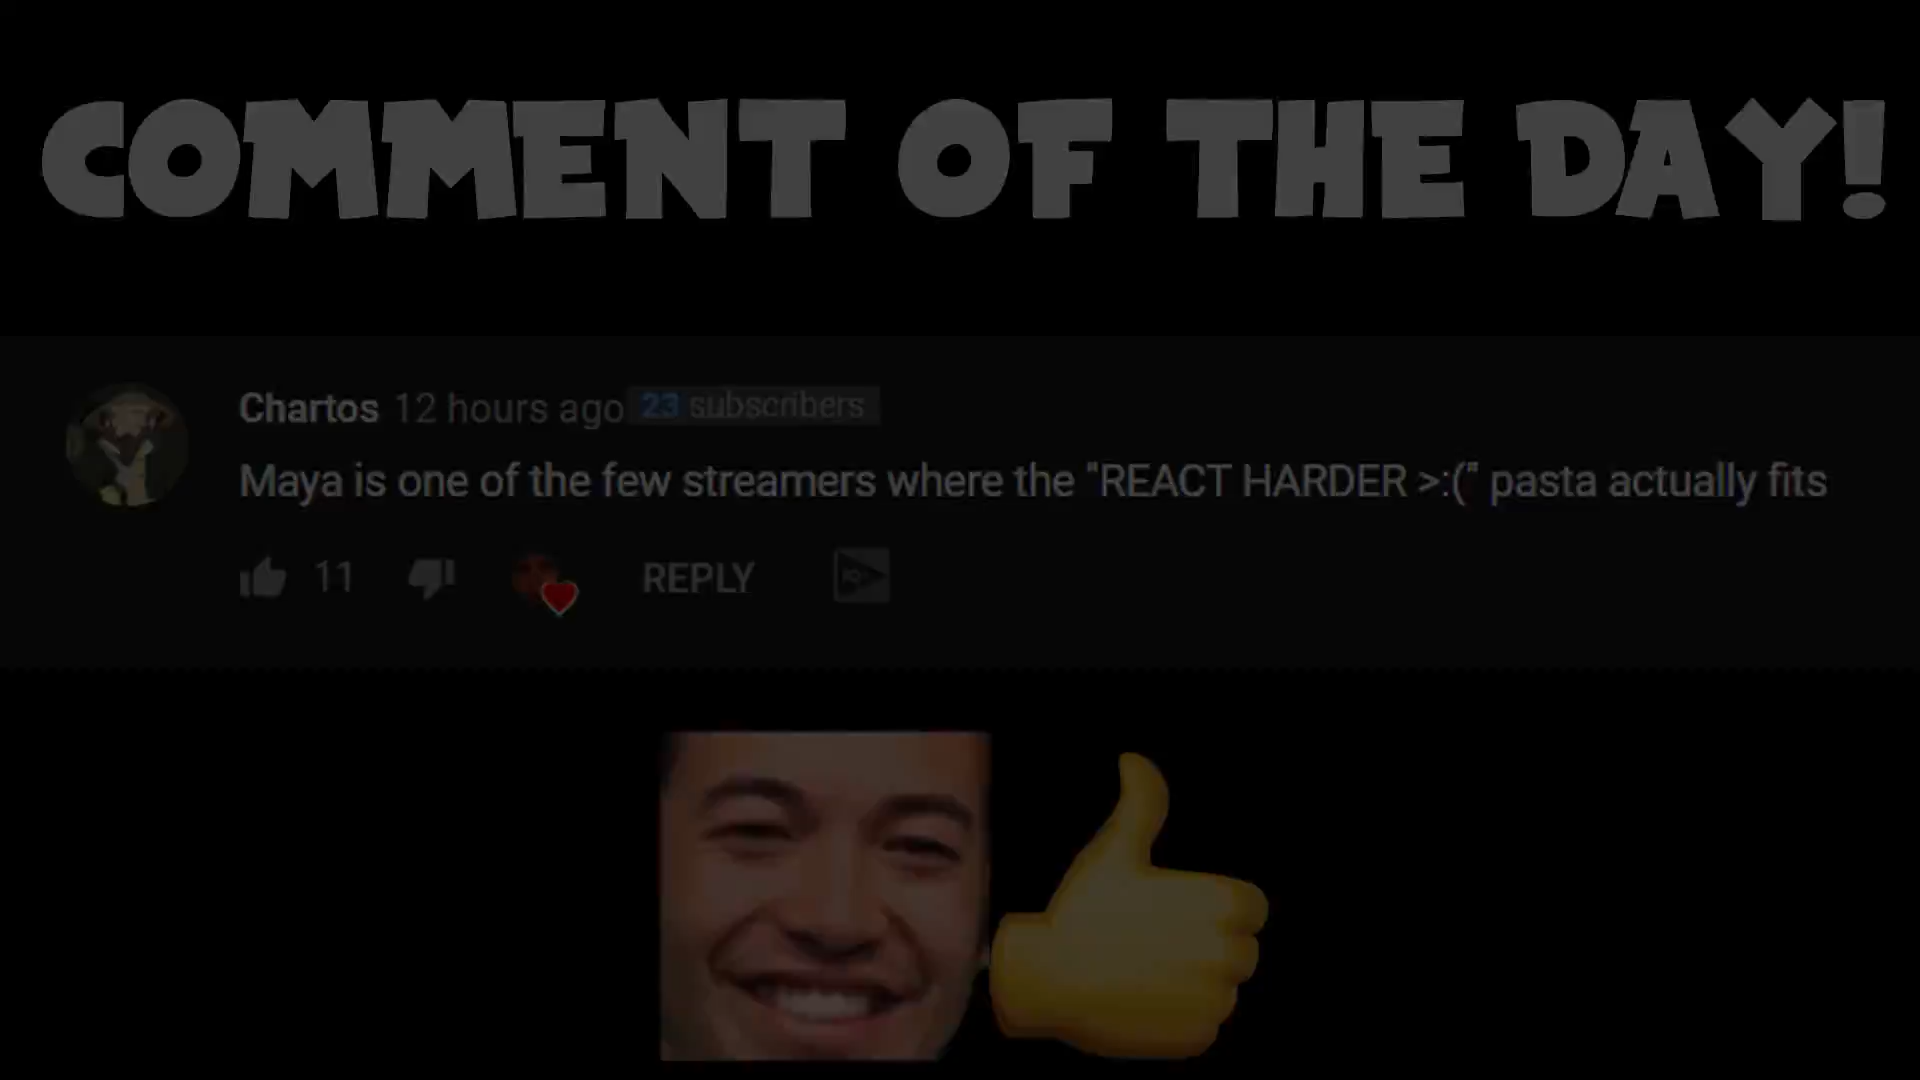 COMMENT OF THE DAY!
Chartos 12 hours ago 23 subscribers
Maya is one of the few streamers where the "REACT HARDER >:(" pasta actually fits
11 REPLY